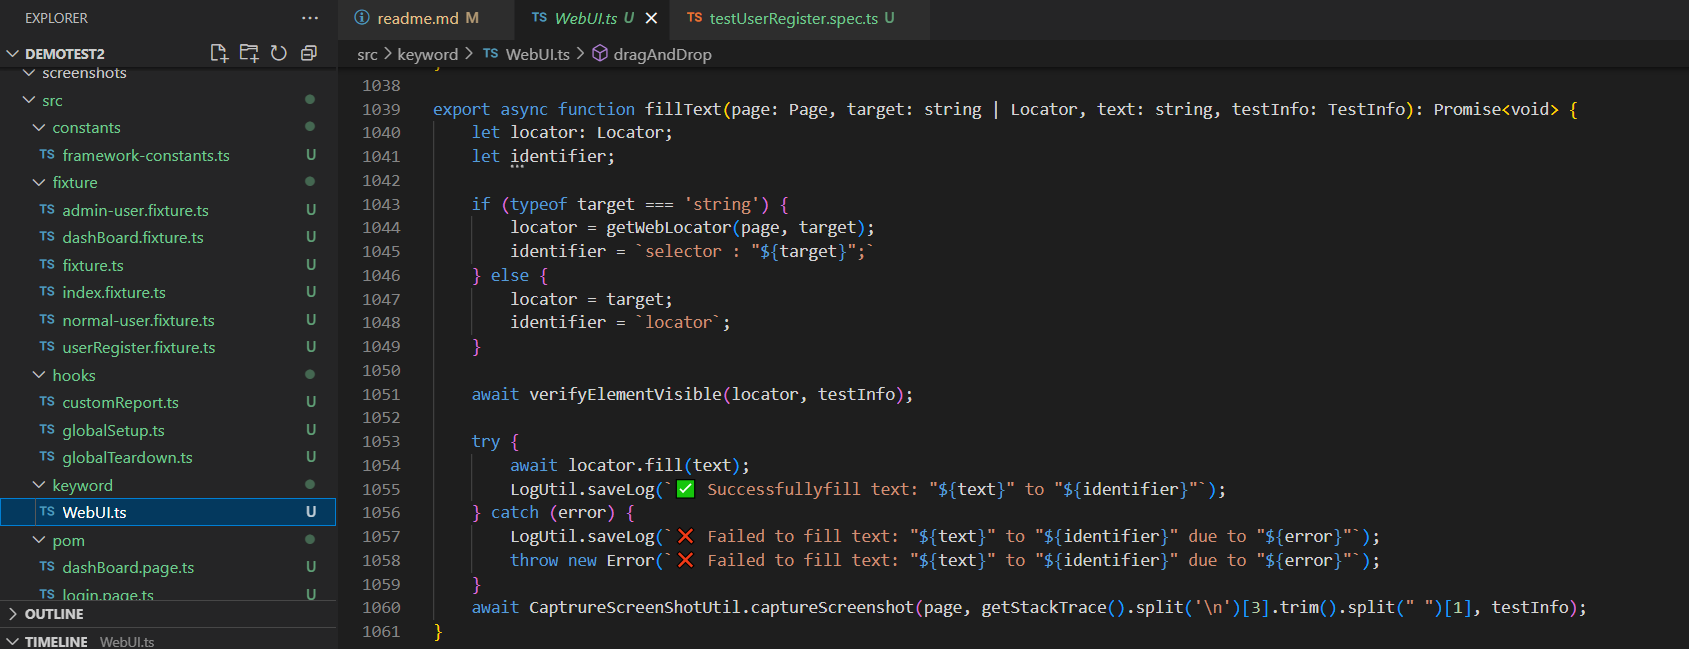 EXPLORER ···
DEMOTEST2
screenshots
src
constants
TS framework-constants.ts U
fixture
TS admin-user.fixture.ts U
TS dashBoard.fixture.ts U
TS fixture.ts U
TS index.fixture.ts U
TS normal-user.fixture.ts U
TS userRegister.fixture.ts U
hooks
TS customReport.ts U
TS globalSetup.ts U
TS globalTeardown.ts U
keyword
TS WebUI.ts U
pom
TS dashBoard.page.ts U
TS login.page.ts U
OUTLINE
TIMELINE WebUI.ts
readme.md M
TS WebUI.ts U
TS testUserRegister.spec.ts U
src > keyword > TS WebUI.ts > dragAndDrop
}
1038
1039 export async function fillText(page: Page, target: string | Locator, text: string, testInfo: TestInfo): Promise<void> {
1040 let locator: Locator;
1041 let identifier;
1042
1043 if (typeof target === 'string') {
1044 locator = getWebLocator(page, target);
1045 identifier = `selector : "${target}";`
1046 } else {
1047 locator = target;
1048 identifier = `locator`;
1049 }
1050
1051 await verifyElementVisible(locator, testInfo);
1052
1053 try {
1054 await locator.fill(text);
1055 LogUtil.saveLog(`✅ Successfullyfill text: "${text}" to "${identifier}"`);
1056 } catch (error) {
1057 LogUtil.saveLog(`❌ Failed to fill text: "${text}" to "${identifier}" due to "${error}"`);
1058 throw new Error(`❌ Failed to fill text: "${text}" to "${identifier}" due to "${error}"`);
1059 }
1060 await CaptrureScreenShotUtil.captureScreenshot(page, getStackTrace().split('\n')[3].trim().split(" ")[1], testInfo);
1061 }